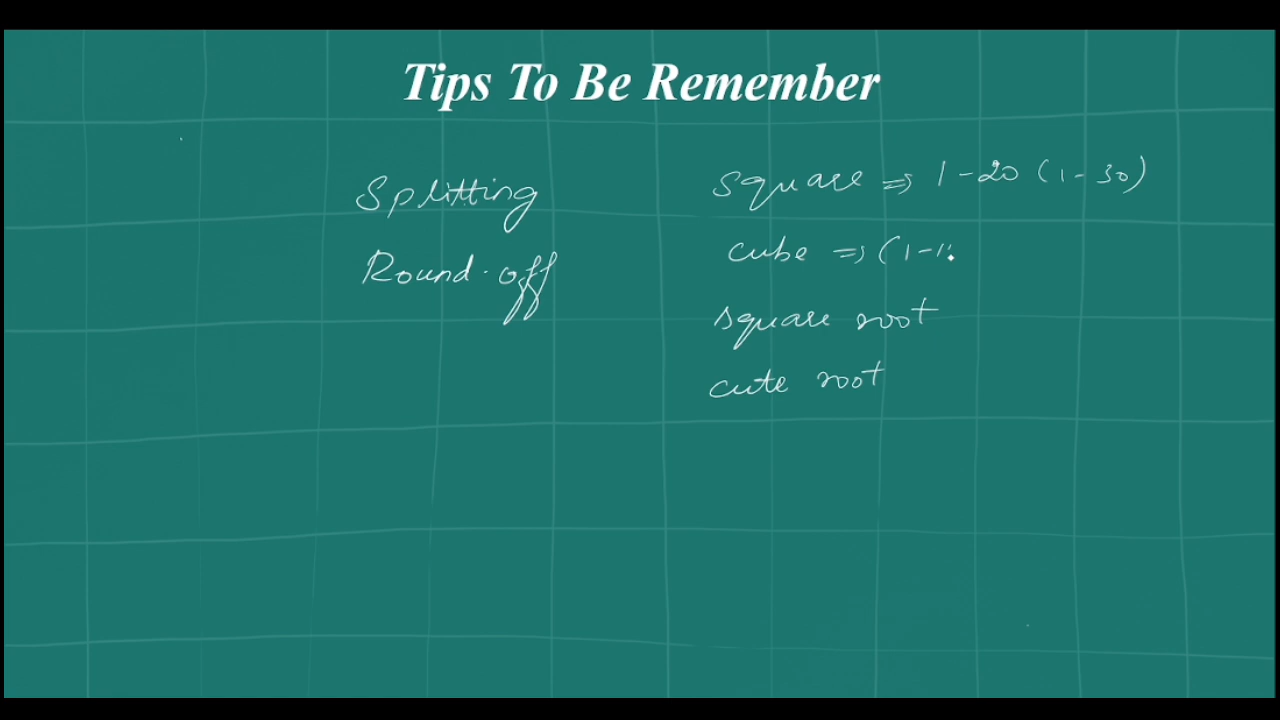 Tips To Be Remember
Splitting
Round-off
square => 1-20 (1-30)
cube => (1-1
square root
cute root